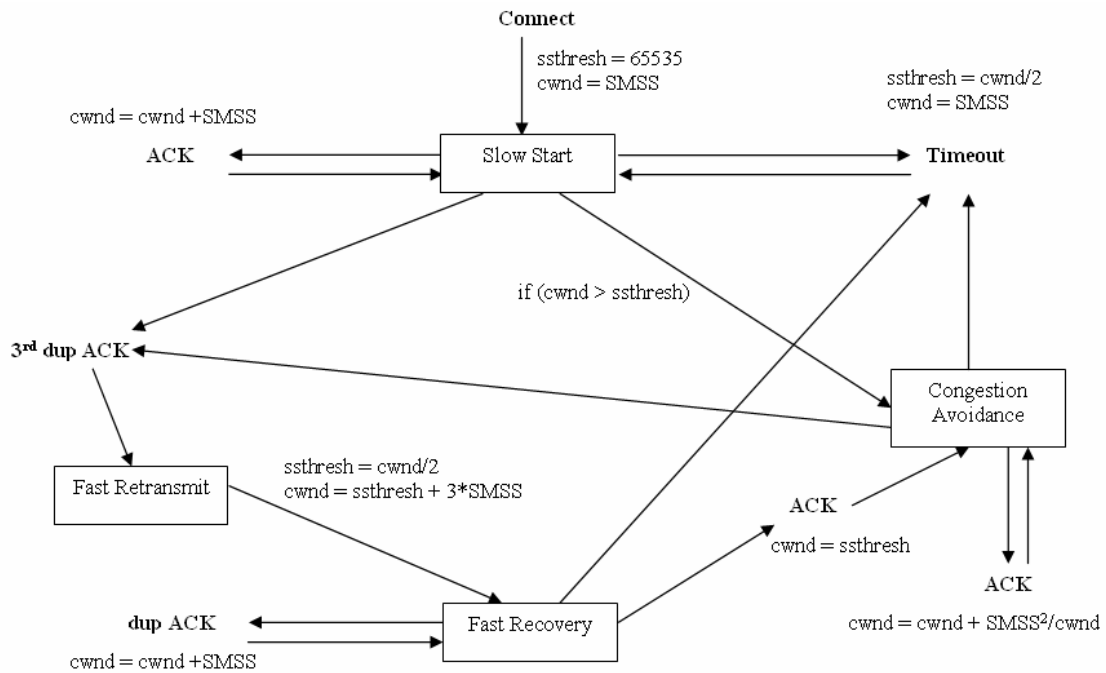 Connect
ssthresh = 65535
cwnd = SMSS
ssthresh = cwnd/2
cwnd = SMSS
cwnd = cwnd +SMSS
ACK
Slow Start
Timeout
if (cwnd > ssthresh)
3rd dup ACK
Congestion
Avoidance
Fast Retransmit
ssthresh = cwnd/2
cwnd = ssthresh + 3*SMSS
ACK
cwnd = ssthresh
ACK
cwnd = cwnd + SMSS²/cwnd
dup ACK
cwnd = cwnd +SMSS
Fast Recovery